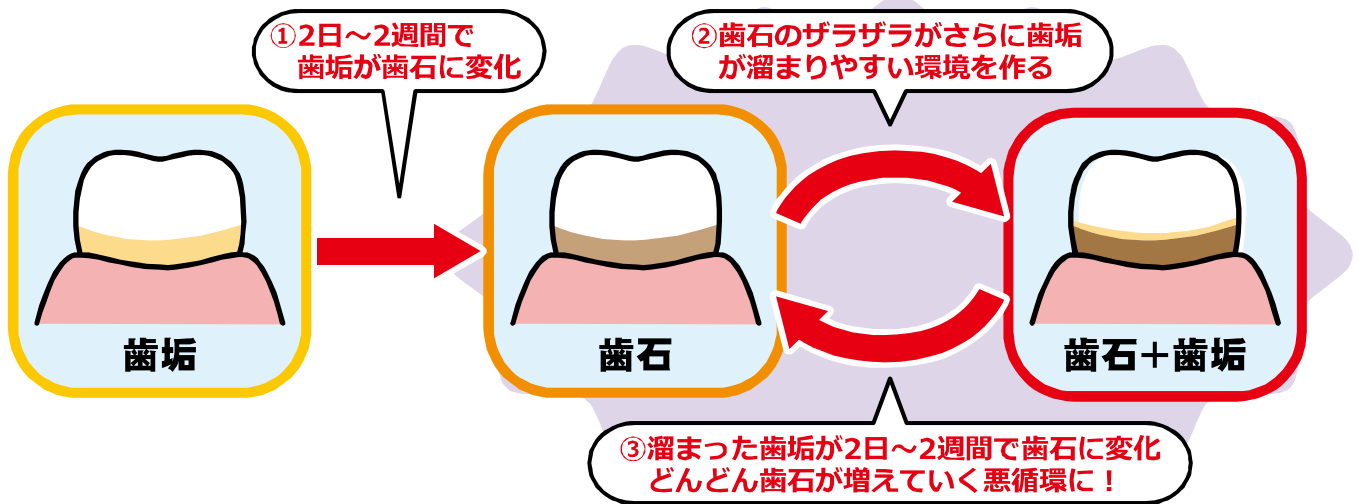 ①2日～2週間で
歯垢が歯石に変化
②歯石のザラザラがさらに歯垢
が溜まりやすい環境を作る
歯垢
歯石
歯石＋歯垢
③溜まった歯垢が2日～2週間で歯石に変化
どんどん歯石が増えていく悪循環に！